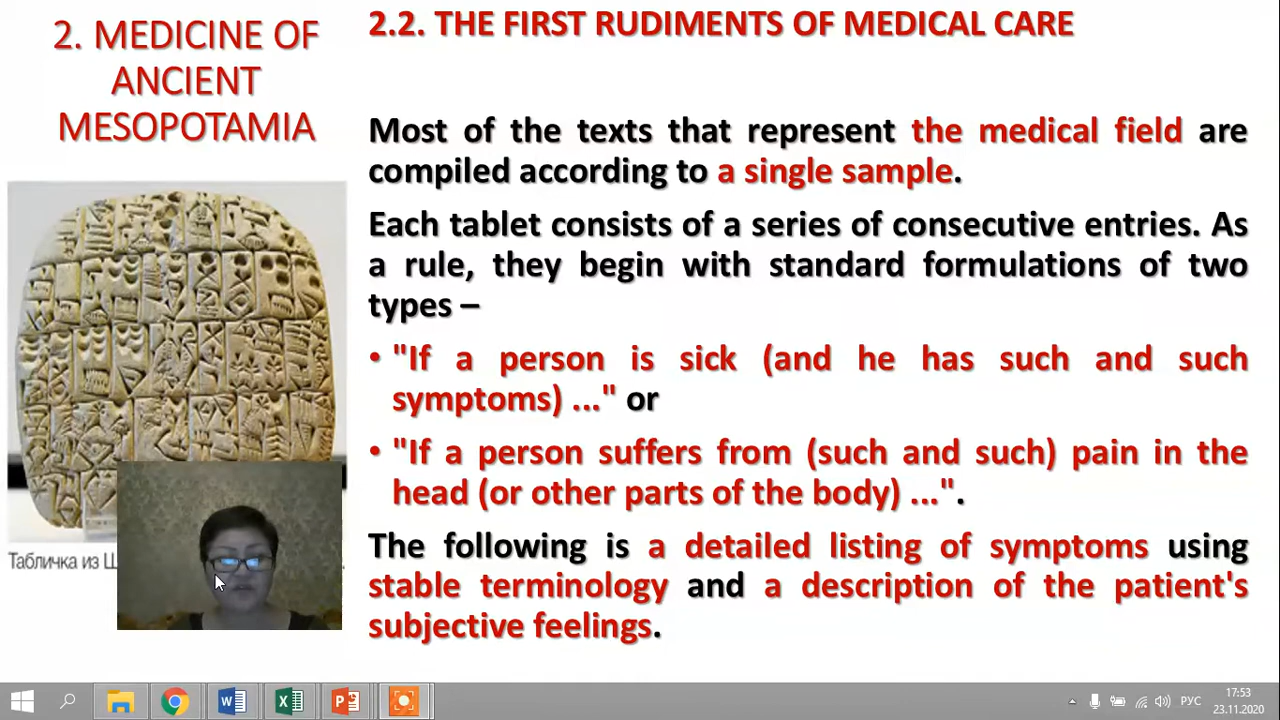 2. MEDICINE OF
ANCIENT
MESOPOTAMIA
2.2. THE FIRST RUDIMENTS OF MEDICAL CARE
Most of the texts that represent the medical field are
compiled according to a single sample.
Each tablet consists of a series of consecutive entries. As
a rule, they begin with standard formulations of two
types –
• "If a person is sick (and he has such and such
symptoms) ..." or
• "If a person suffers from (such and such) pain in the
head (or other parts of the body) ...".
The following is a detailed listing of symptoms using
stable terminology and a description of the patient's
subjective feelings.
Табличка из
РУС
17:53
23.11.2020